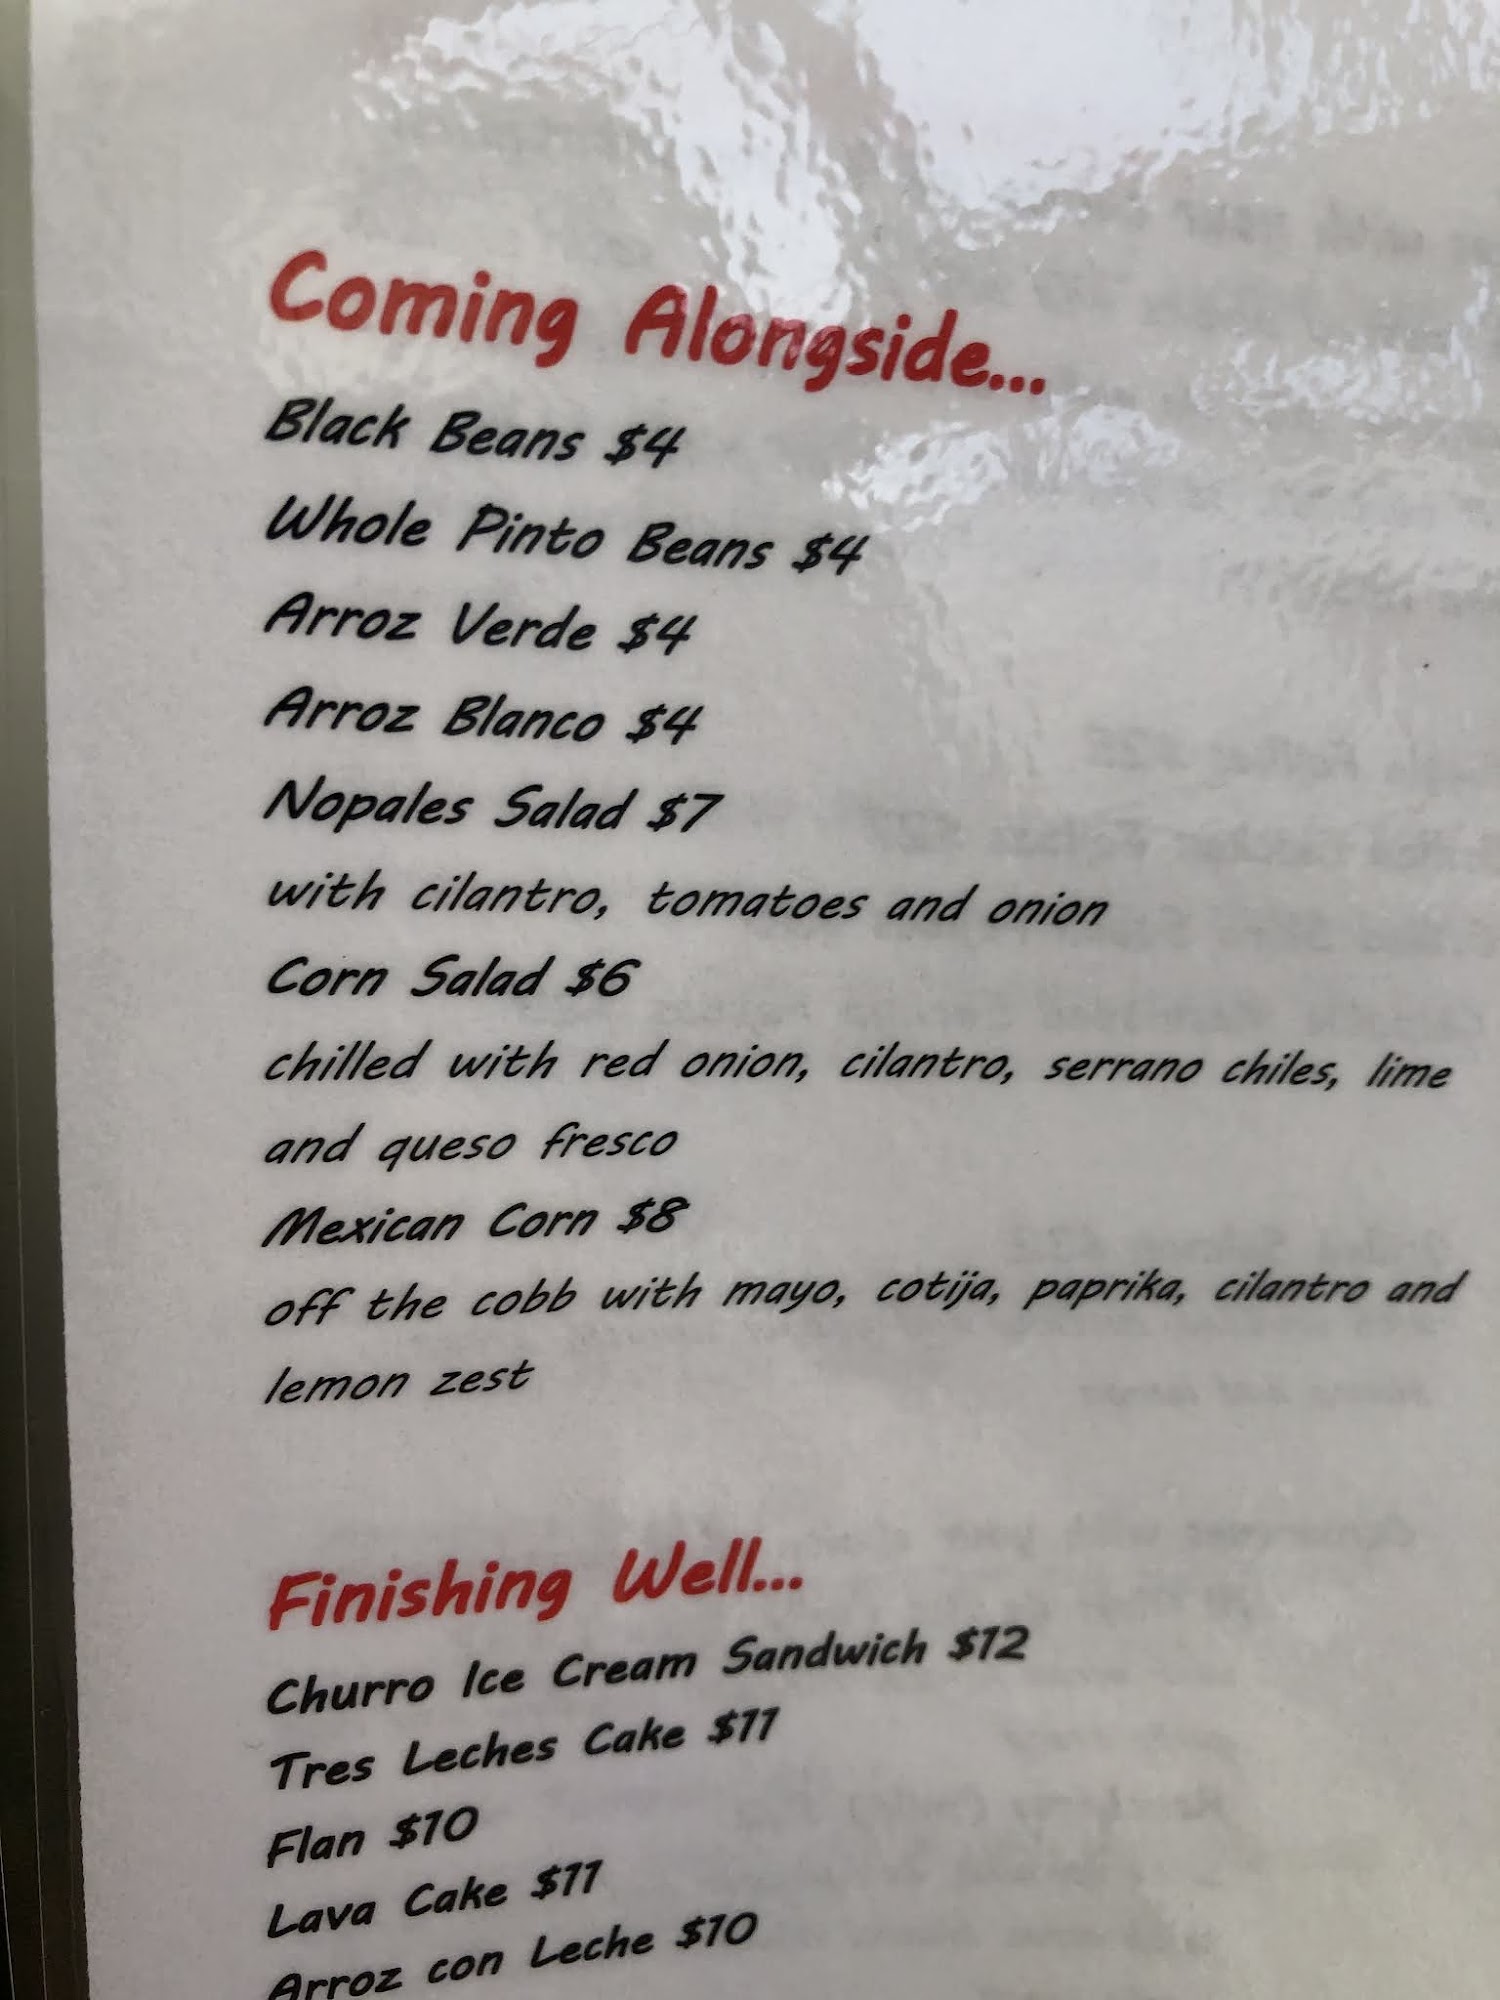 Coming Alongside...
Black Beans $4
Whole Pinto Beans $4
Arroz Verde $4
Arroz Blanco $4
Nopales Salad $7
with cilantro, tomatoes and onion
Corn Salad $6
chilled with red onion, cilantro, serrano chiles, lime
and queso fresco
Mexican Corn $8
off the cobb with mayo, cotija, paprika, cilantro and
lemon zest
Finishing Well...
Churro Ice Cream Sandwich $12
Tres Leches Cake $11
Flan $10
Lava Cake $11
Arroz con Leche $10